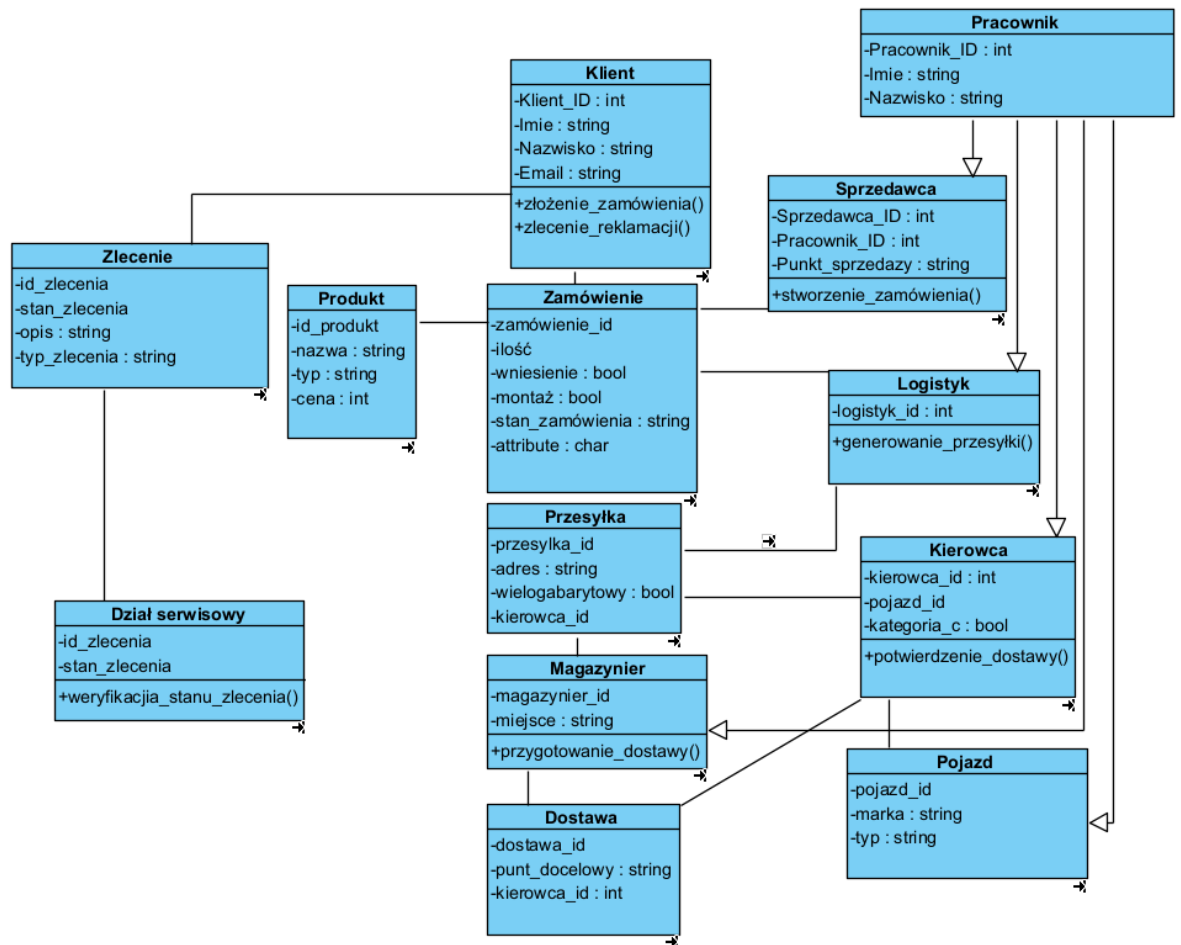 Pracownik
-Pracownik_ID : int
-Imie : string
-Nazwisko : string
Klient
-Klient_ID : int
-Imie : string
-Nazwisko : string
-Email : string
+złożenie_zamówienia()
+zlecenie_reklamacji()
Sprzedawca
-Sprzedawca_ID : int
-Pracownik_ID : int
-Punkt_sprzedazy : string
+stworzenie_zamówienia()
Zlecenie
-id_zlecenia
-stan_zlecenia
-opis : string
-typ_zlecenia : string
Produkt
-id_produkt
-nazwa : string
-typ : string
-cena : int
Zamówienie
-zamówienie_id
-ilość
-wniesienie : bool
-montaż : bool
-stan_zamówienia : string
-attribute : char
Logistyk
-logistyk_id : int
+generowanie_przesyłki()
Przesyłka
-przesylka_id
-adres : string
-wielogabarytowy : bool
-kierowca_id
Kierowca
-kierowca_id : int
-pojazd_id
-kategoria_c : bool
+potwierdzenie_dostawy()
Dział serwisowy
-id_zlecenia
-stan_zlecenia
+weryfikacjia_stanu_zlecenia()
Magazynier
-magazynier_id
-miejsce : string
+przygotowanie_dostawy()
Pojazd
-pojazd_id
-marka : string
-typ : string
Dostawa
-dostawa_id
-punt_docelowy : string
-kierowca_id : int